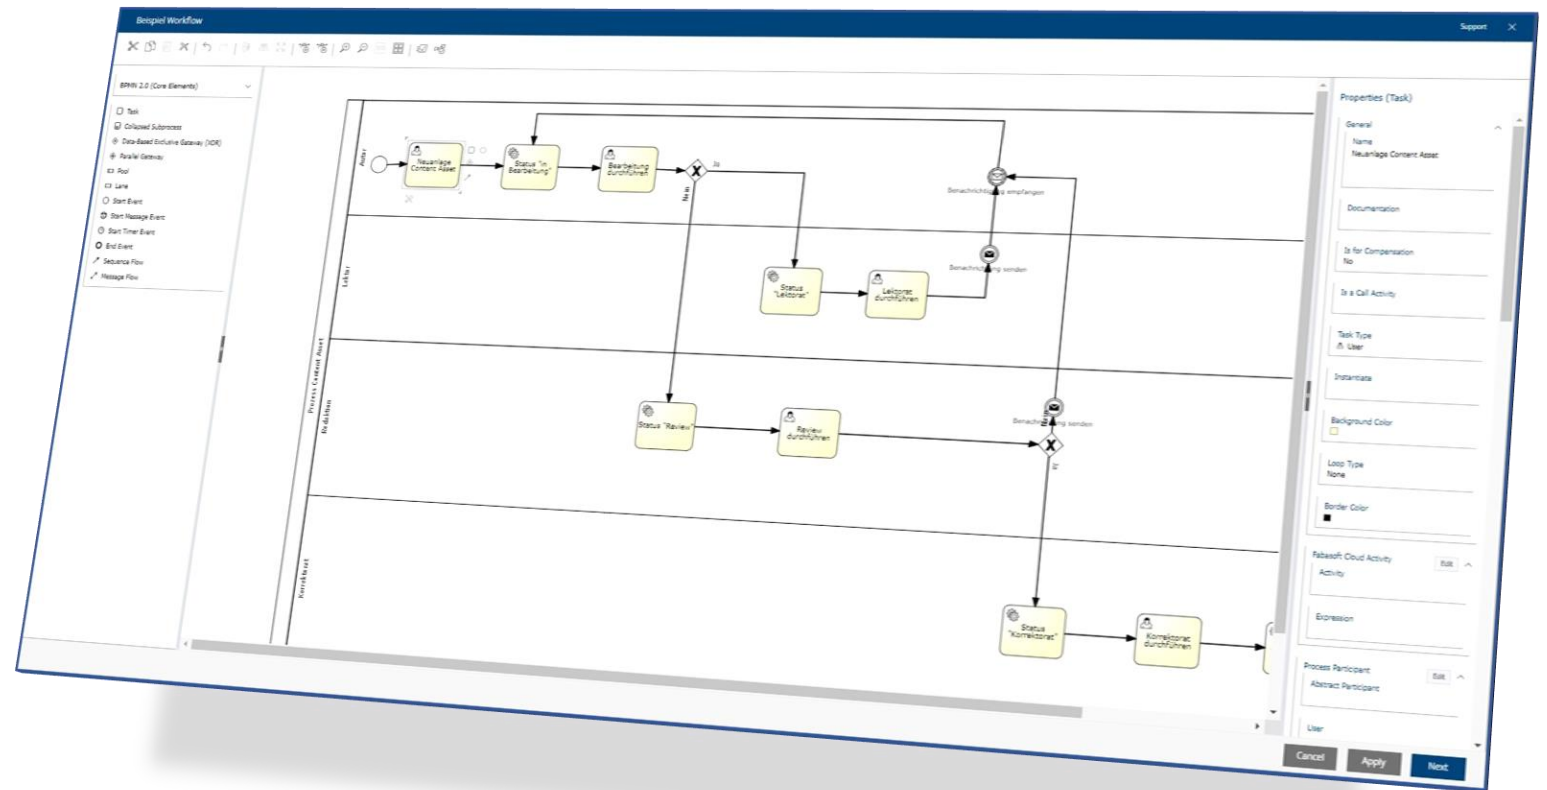 Beispiel Workflow
Support
BPMN 2.0 (Core Elements)
Task
Collapsed Subprocess
Data-Based Exclusive Gateway (XOR)
Parallel Gateway
Pool
Lane
Start Event
Start Message Event
Start Timer Event
End Event
Sequence Flow
Message Flow
Prozess Content Asset
Autor
Neuanlage
Content Asset
Status "in
Bearbeitung"
Bearbeitung
durchführen
Ja
Nein
Benachrichtigung empfangen
Lektor
Status
"Lektorat"
Lektorat
durchführen
Benachrichtigung senden
Redaktion
Status "Review"
Review
durchführen
Benachrichtigung senden
Nein
Ja
Korrektorat
Status
"Korrektorat"
Korrektorat
durchführen
Properties (Task)
General
Name
Neuanlage Content Asset
Documentation
Is for Compensation
No
Is a Call Activity
Task Type
User
Instantiate
Background Color
Loop Type
None
Border Color
Fabasoft Cloud Activity
Edit
Activity
Expression
Process Participant
Edit
Abstract Participant
User
Cancel
Apply
Next